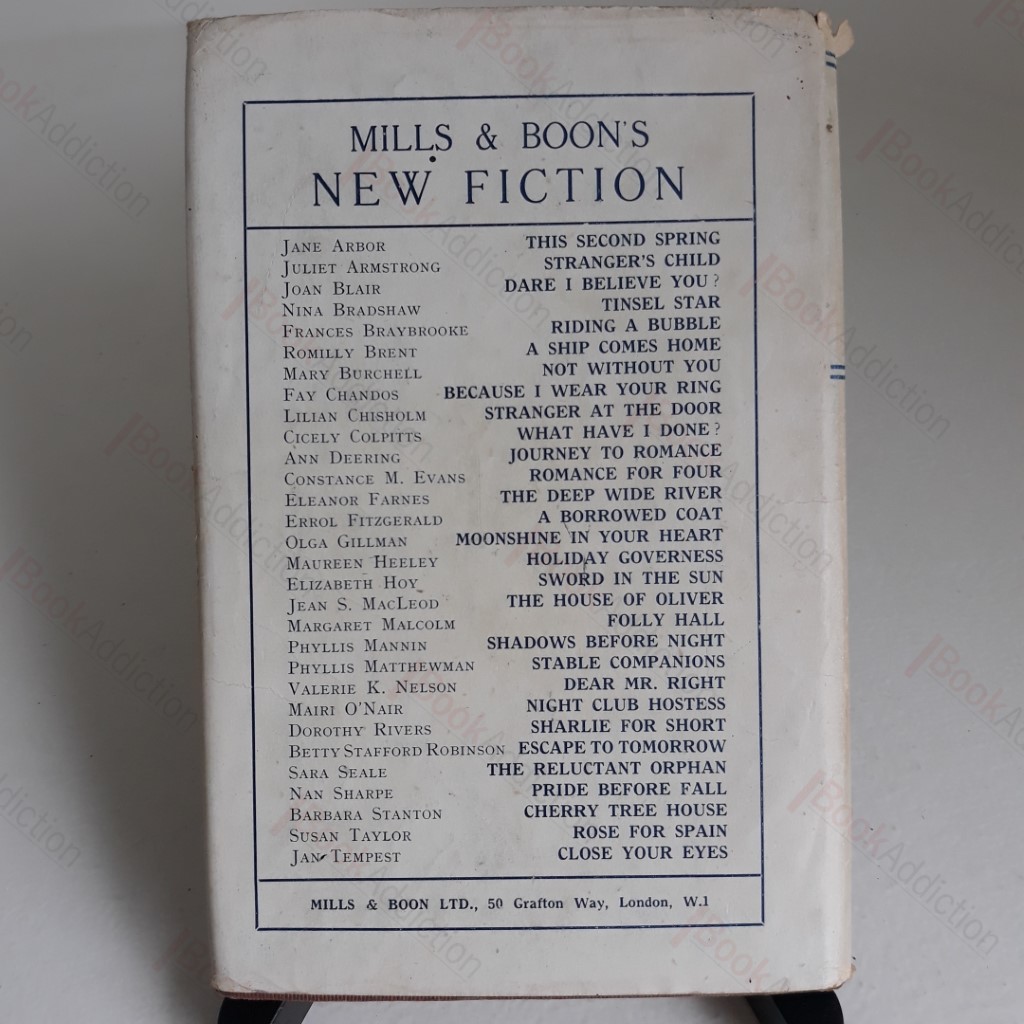 MILLS & BOON'S
NEW FICTION
JANE ARBOR THIS SECOND SPRING
JULIET ARMSTRONG STRANGER'S CHILD
JOAN BLAIR DARE I BELIEVE YOU?
NINA BRADSHAW TINSEL STAR
FRANCES BRAYBROOKE RIDING A BUBBLE
ROMILLY BRENT A SHIP COMES HOME
MARY BURCHELL NOT WITHOUT YOU
FAY CHANDOS BECAUSE I WEAR YOUR RING
LILIAN CHISHOLM STRANGER AT THE DOOR
CICELY COLPITTS WHAT HAVE I DONE?
ANN DEERING JOURNEY TO ROMANCE
CONSTANCE M. EVANS ROMANCE FOR FOUR
ELEANOR FARNES THE DEEP WIDE RIVER
ERROL FITZGERALD A BORROWED COAT
OLGA GILLMAN MOONSHINE IN YOUR HEART
MAUREEN HEELEY HOLIDAY GOVERNESS
ELIZABETH HOY SWORD IN THE SUN
JEAN S. MACLEOD THE HOUSE OF OLIVER
MARGARET MALCOLM FOLLY HALL
PHYLLIS MANNIN SHADOWS BEFORE NIGHT
PHYLLIS MATTHEWMAN STABLE COMPANIONS
VALERIE K. NELSON DEAR MR. RIGHT
MAIRI O'NAIR NIGHT CLUB HOSTESS
DOROTHY RIVERS SHARLIE FOR SHORT
BETTY STAFFORD ROBINSON ESCAPE TO TOMORROW
SARA SEALE THE RELUCTANT ORPHAN
NAN SHARPE PRIDE BEFORE FALL
BARBARA STANTON CHERRY TREE HOUSE
SUSAN TAYLOR ROSE FOR SPAIN
JAN TEMPEST CLOSE YOUR EYES
MILLS & BOON LTD., 50 Grafton Way, London, W.1
BookAddiction